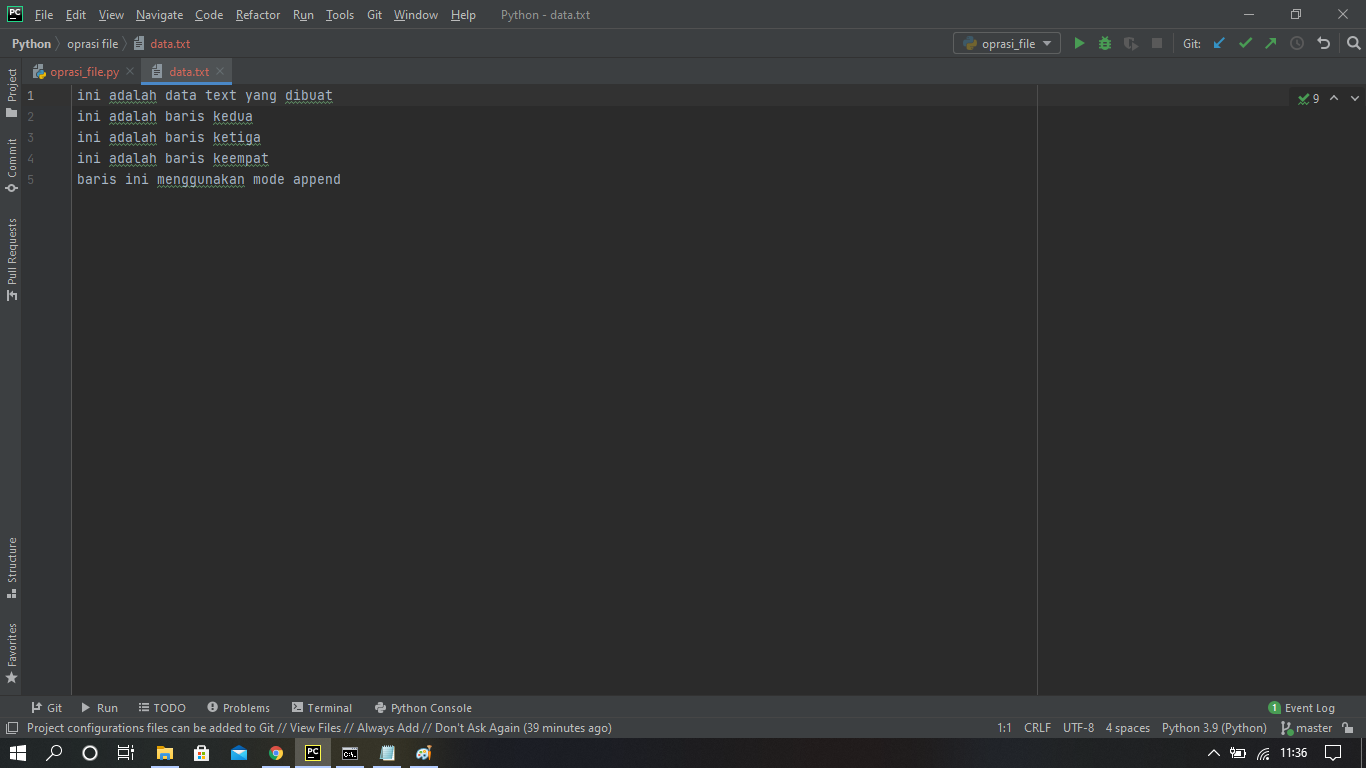 PC File Edit View Navigate Code Refactor Run Tools Git Window Help Python - data.txt
Python oprasi file data.txt oprasi_file Git:
oprasi_file.py data.txt
1 ini adalah data text yang dibuat 9
2 ini adalah baris kedua
3 ini adalah baris ketiga
4 ini adalah baris keempat
5 baris ini menggunakan mode append
Project
Commit
Pull Requests
Structure
Favorites
Git Run TODO Problems Terminal Python Console 1 Event Log
Project configurations files can be added to Git // View Files // Always Add // Don't Ask Again (39 minutes ago) 1:1 CRLF UTF-8 4 spaces Python 3.9 (Python) master
PC C:\. 11:36